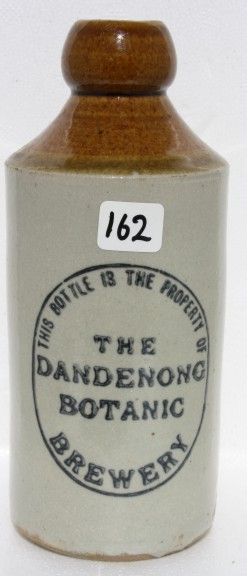 162
THIS BOTTLE IS THE PROPERTY OF
THE
DANDENONG
BOTANIC
BREWERY